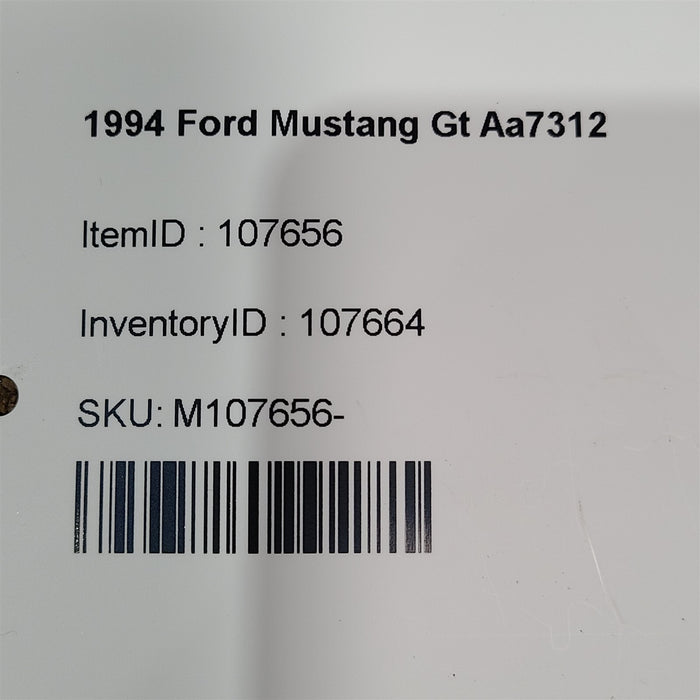 1994 Ford Mustang Gt Aa7312
ItemID : 107656
InventoryID : 107664
SKU: M107656-